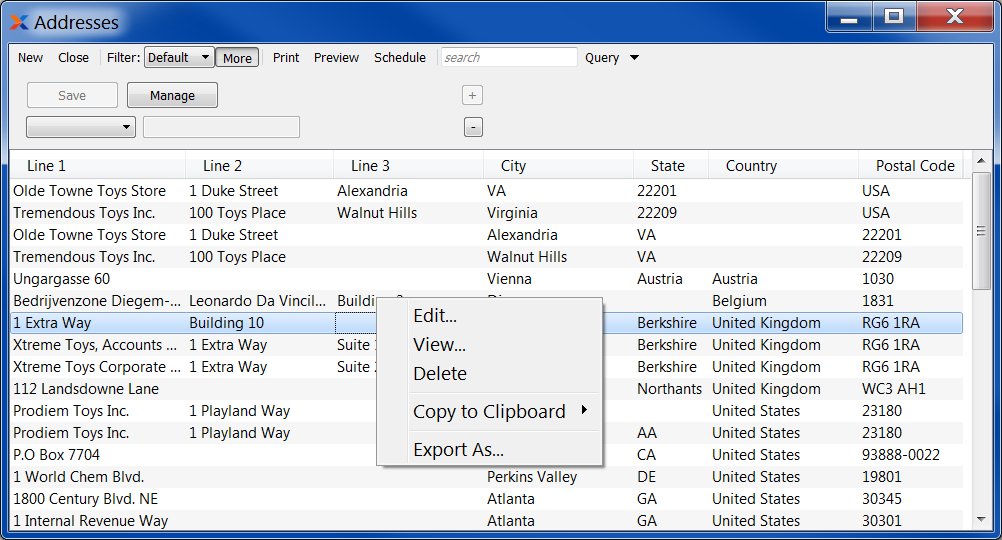 Addresses
New Close Filter: Default More Print Preview Schedule search Query
Save Manage +
-
Line 1 Line 2 Line 3 City State Country Postal Code
Olde Towne Toys Store 1 Duke Street Alexandria VA 22201 USA
Tremendous Toys Inc. 100 Toys Place Walnut Hills Virginia 22209 USA
Olde Towne Toys Store 1 Duke Street Alexandria VA 22201
Tremendous Toys Inc. 100 Toys Place Walnut Hills VA 22209
Ungargasse 60 Vienna Austria Austria 1030
Bedrijvenzone Diegem-... Leonardo Da Vincil... Belgium 1831
1 Extra Way Building 10 Berkshire United Kingdom RG6 1RA
Xtreme Toys, Accounts ... 1 Extra Way Suite Berkshire United Kingdom RG6 1RA
Xtreme Toys Corporate ... 1 Extra Way Suite Berkshire United Kingdom RG6 1RA
112 Landsdowne Lane Northants United Kingdom WC3 AH1
Prodiem Toys Inc. 1 Playland Way United States 23180
Prodiem Toys Inc. 1 Playland Way AA United States 23180
P.O Box 7704 CA United States 93888-0022
1 World Chem Blvd. Perkins Valley DE United States 19801
1800 Century Blvd. NE Atlanta GA United States 30345
1 Internal Revenue Way Atlanta GA United States 30301
Edit...
View...
Delete
Copy to Clipboard
Export As...